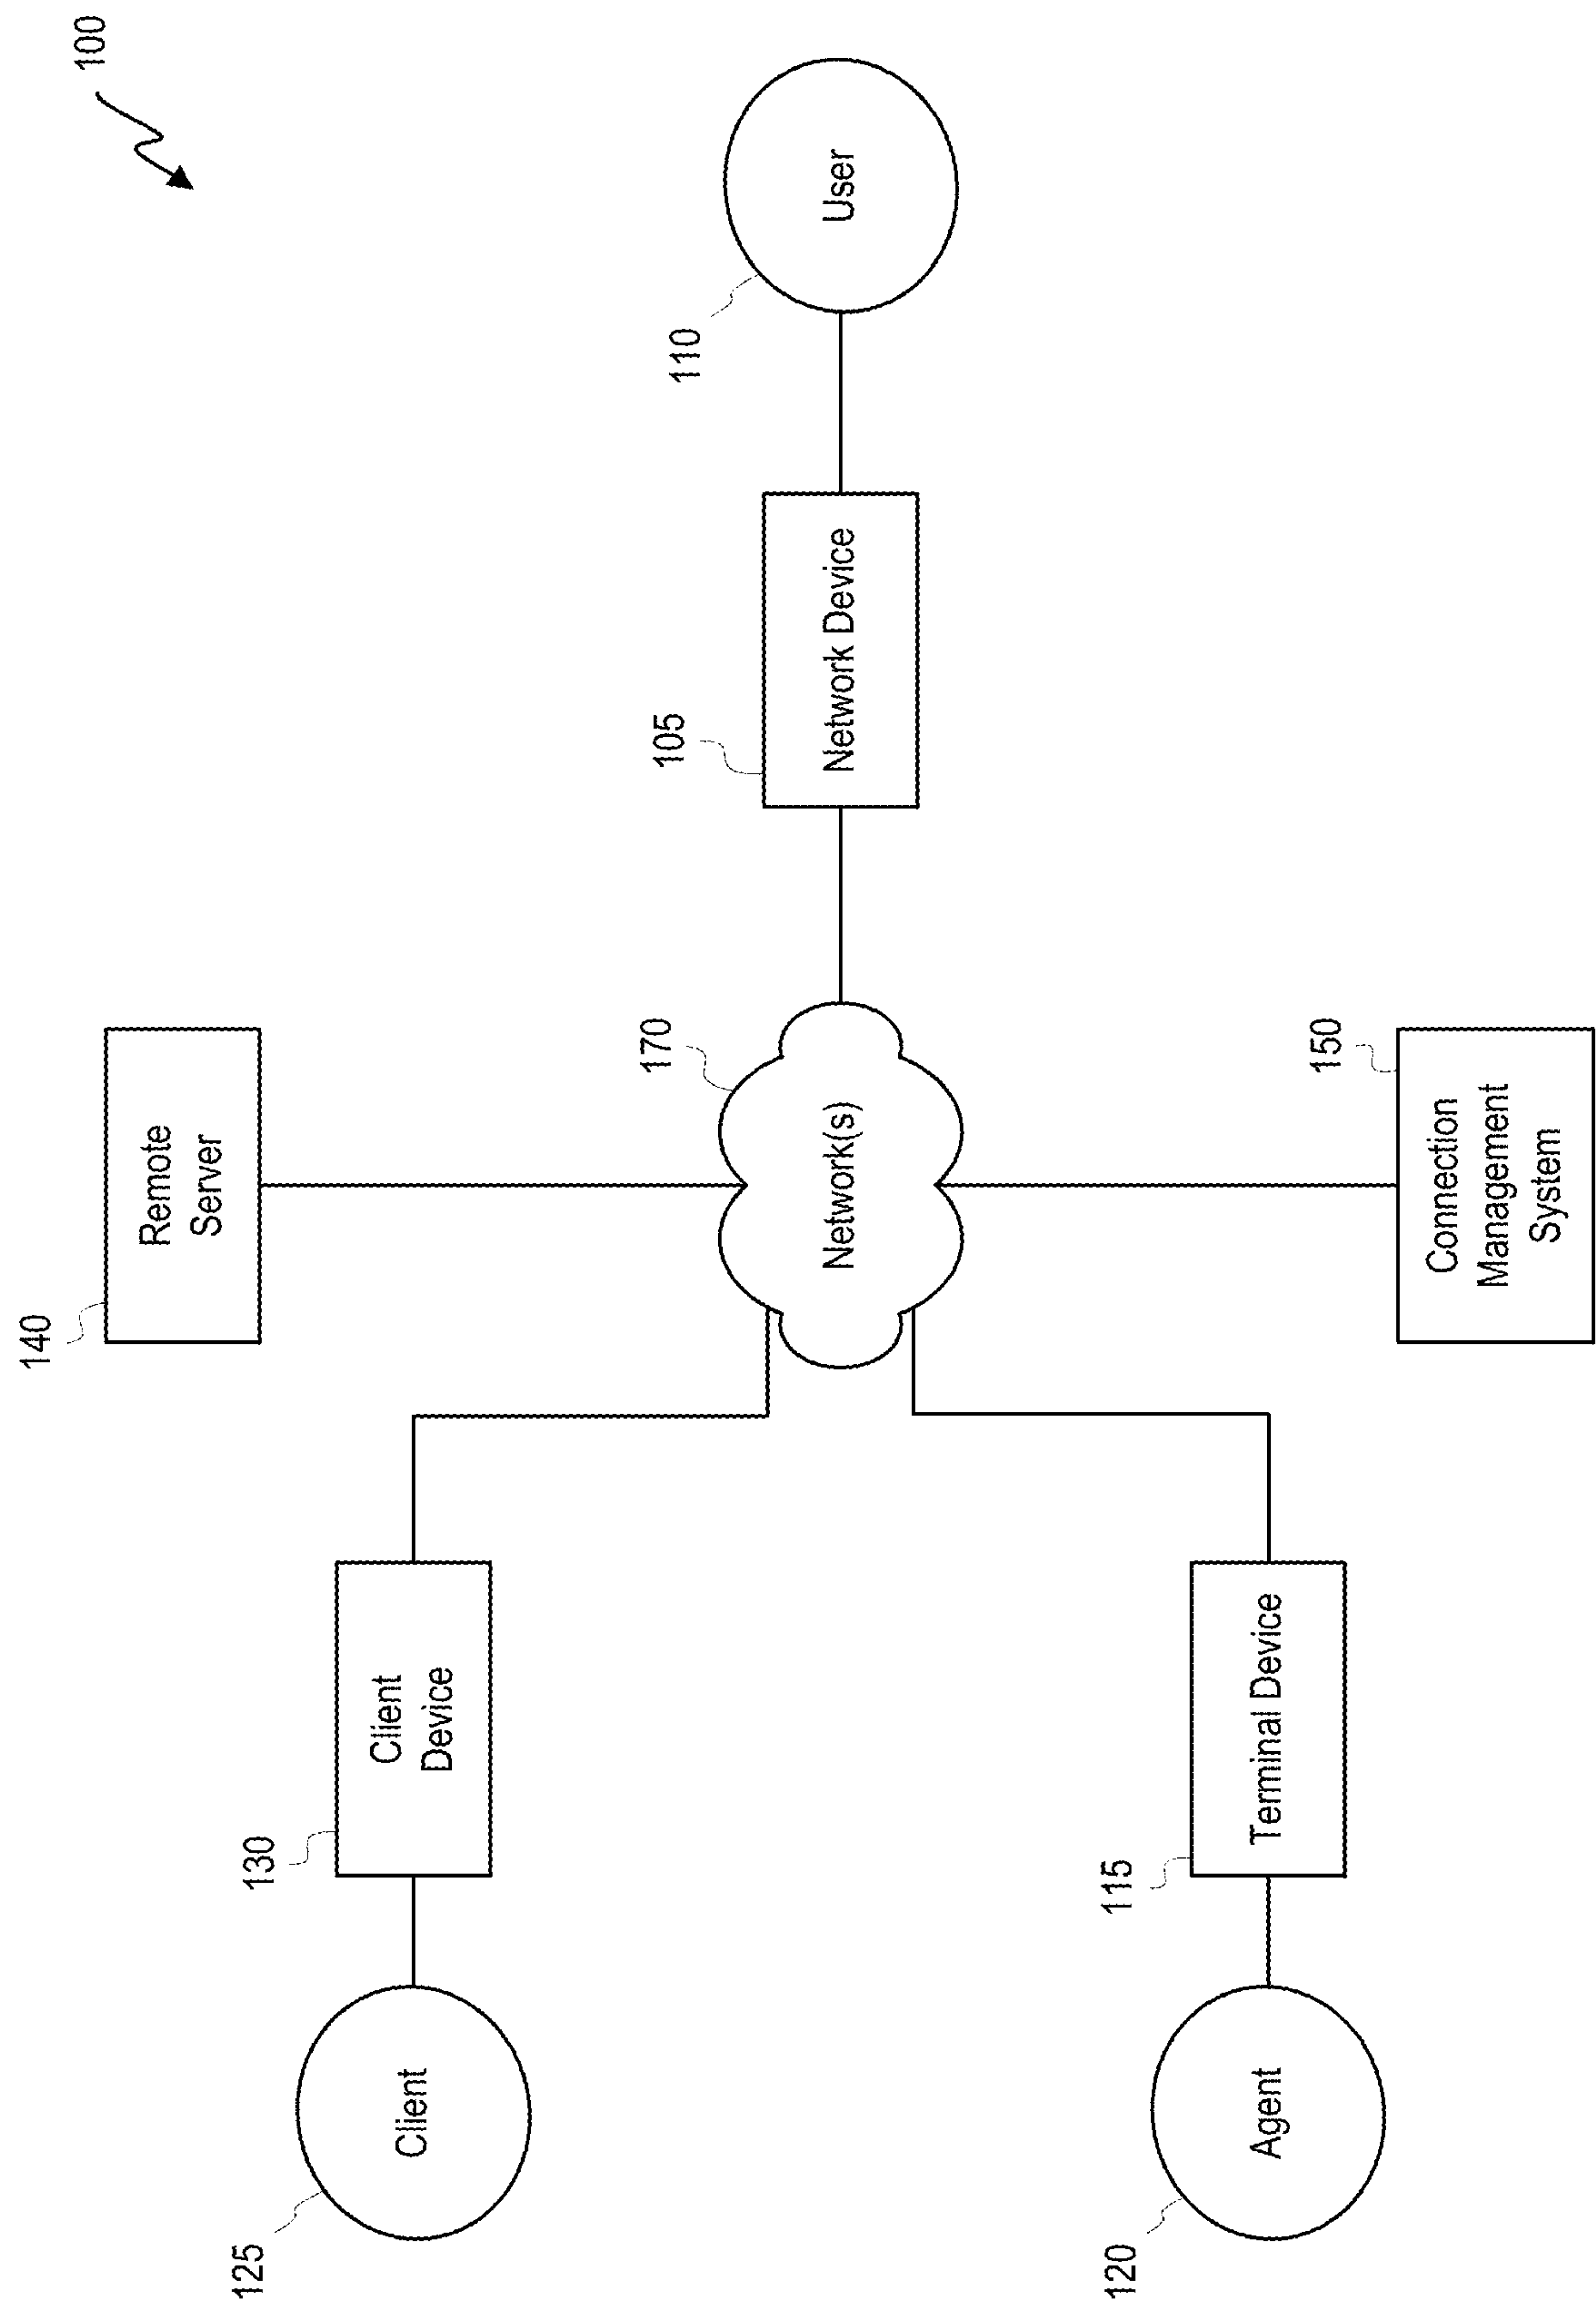 100
140
Remote
Server
125
Client
130
Client
Device
170
Network(s)
105
Network Device
110
User
120
Agent
115
Terminal Device
150
Connection
Management
System